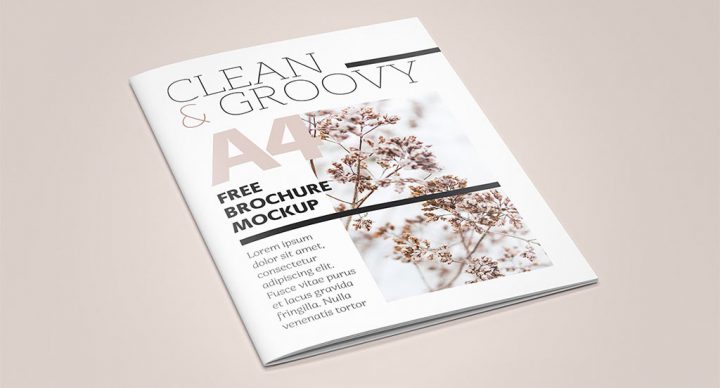 CLEAN
& GROOVY
A4
FREE
BROCHURE
MOCKUP
Lorem ipsum
dolor sit amet,
consectetur
adipiscing elit.
Fusce vitae purus
et lacus gravida
fringilla. Nulla
venenatis tortor